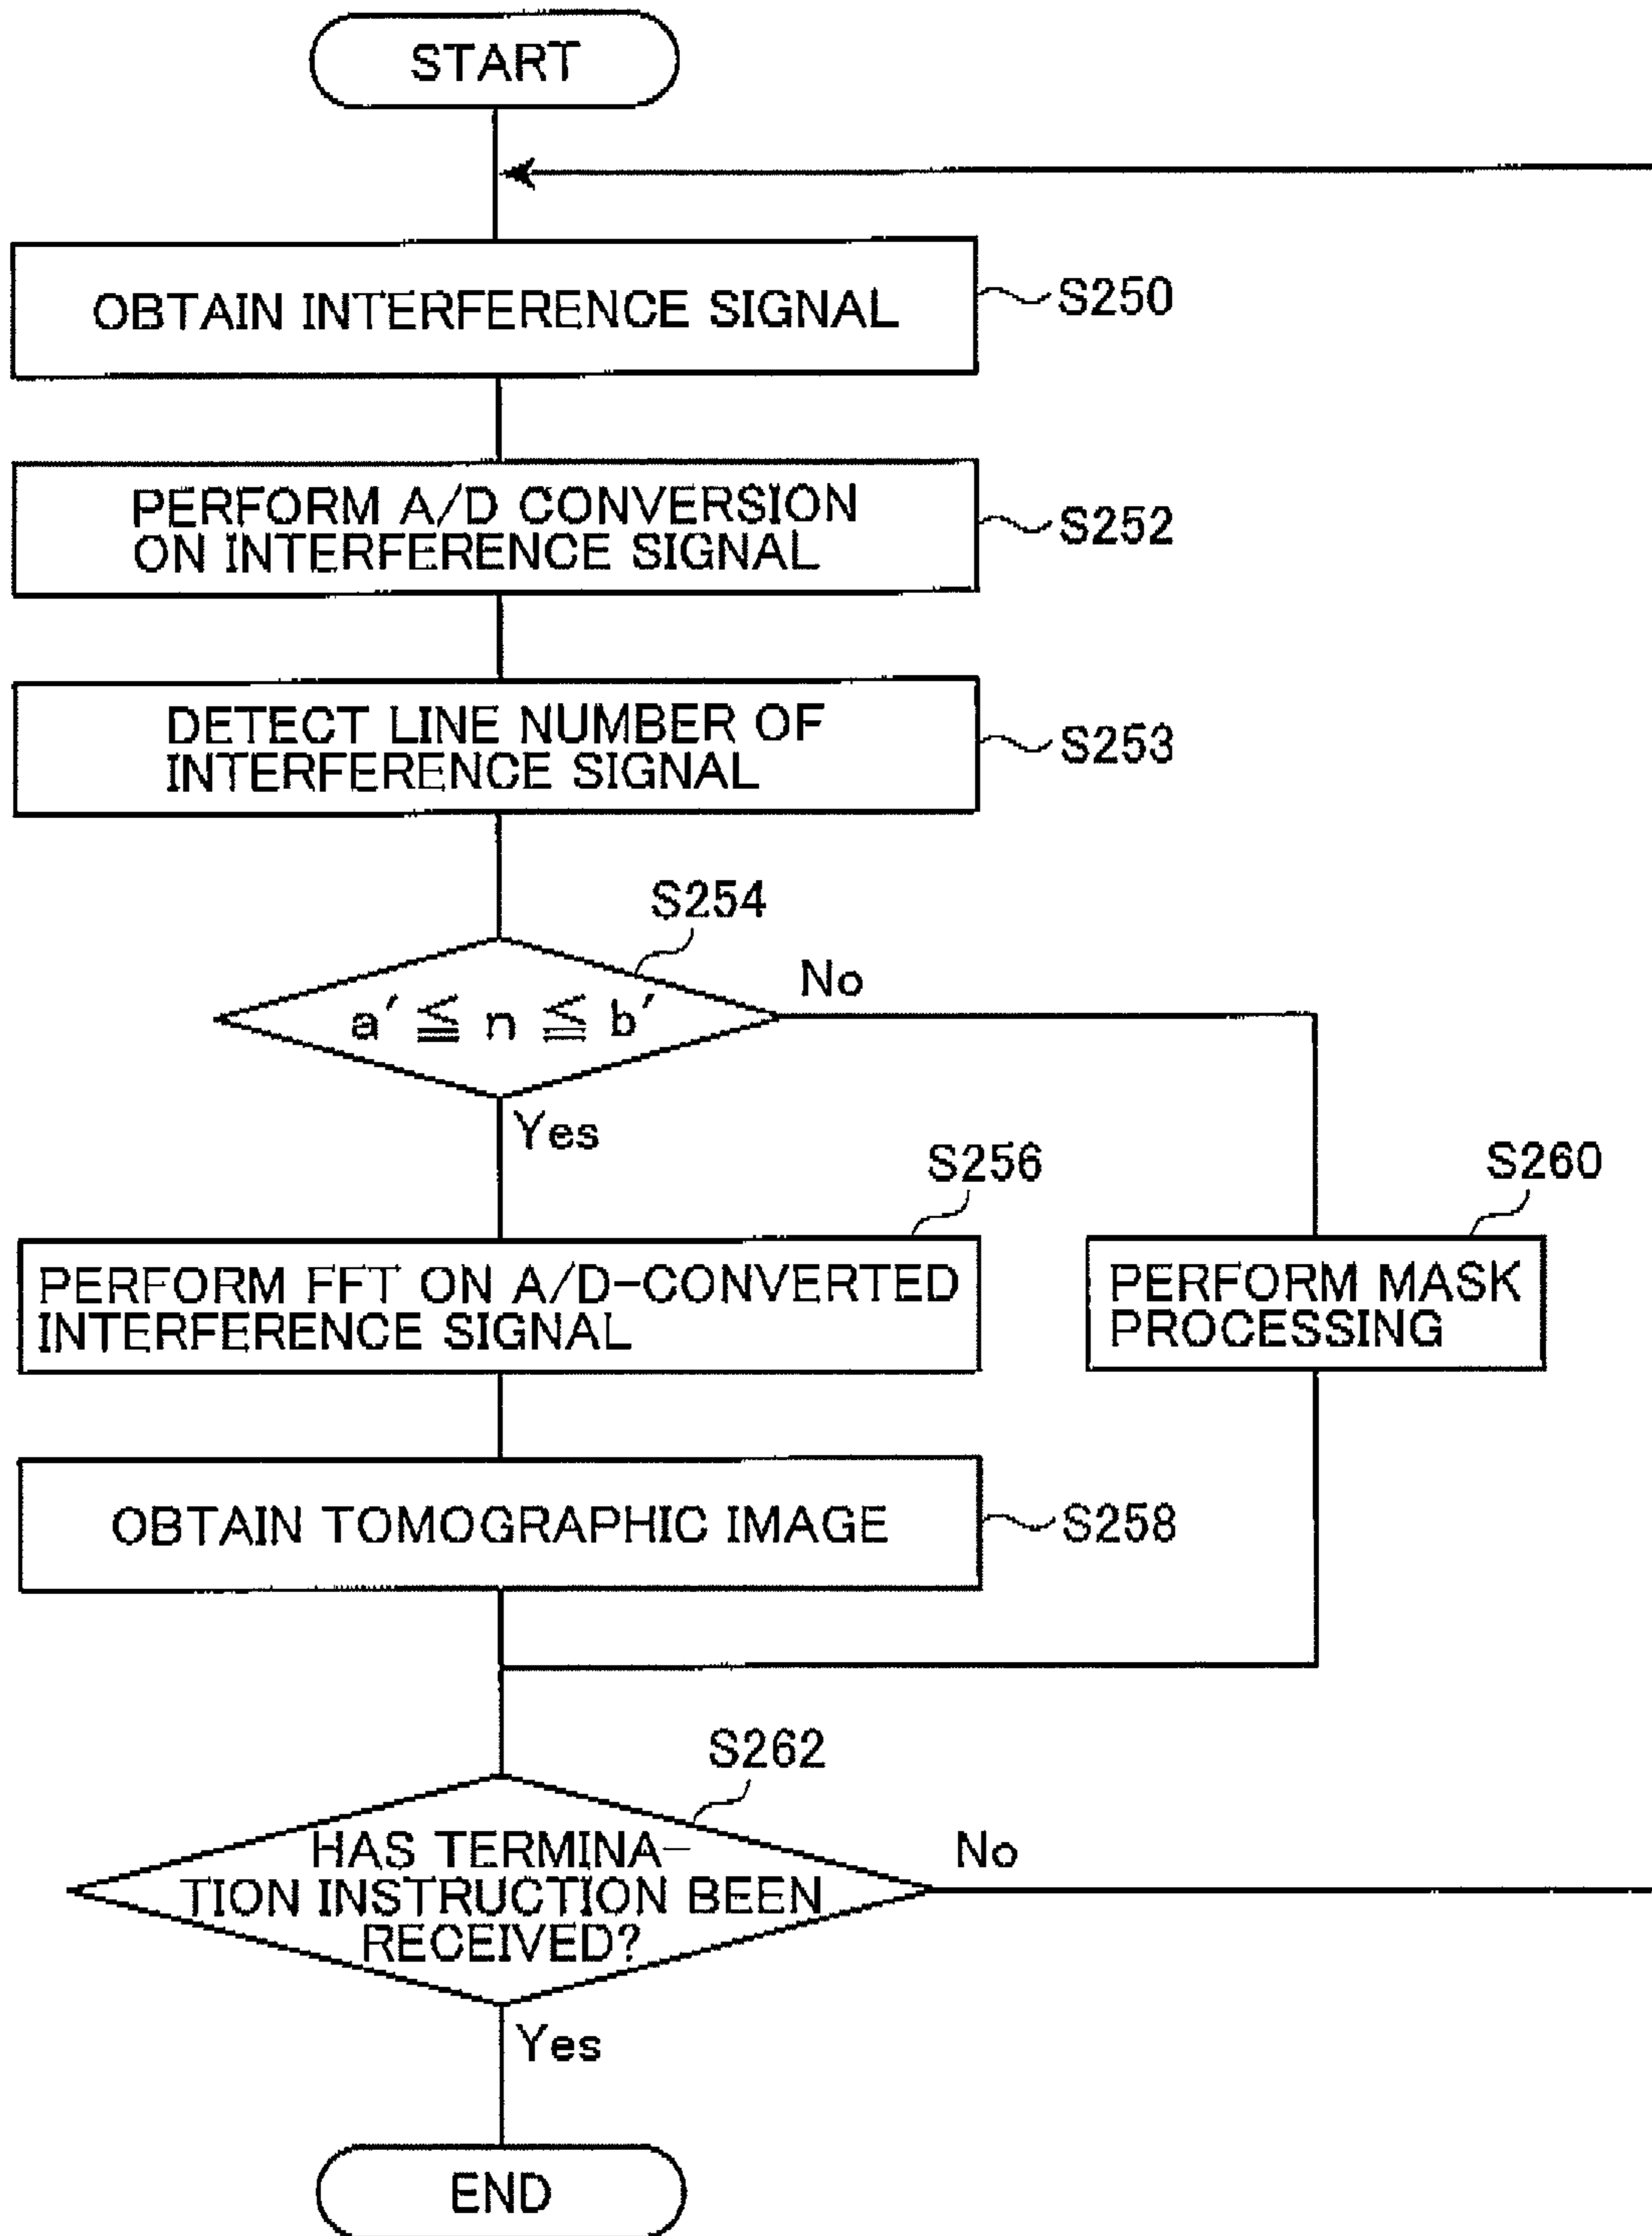 START
OBTAIN INTERFERENCE SIGNAL
S250
PERFORM A/D CONVERSION
ON INTERFERENCE SIGNAL
S252
DETECT LINE NUMBER OF
INTERFERENCE SIGNAL
S253
S254
a′ ≦ n ≦ b′
No
Yes
S256
PERFORM FFT ON A/D-CONVERTED
INTERFERENCE SIGNAL
S260
PERFORM MASK
PROCESSING
OBTAIN TOMOGRAPHIC IMAGE
S258
S262
HAS TERMINA-
TION INSTRUCTION BEEN
RECEIVED?
No
Yes
END